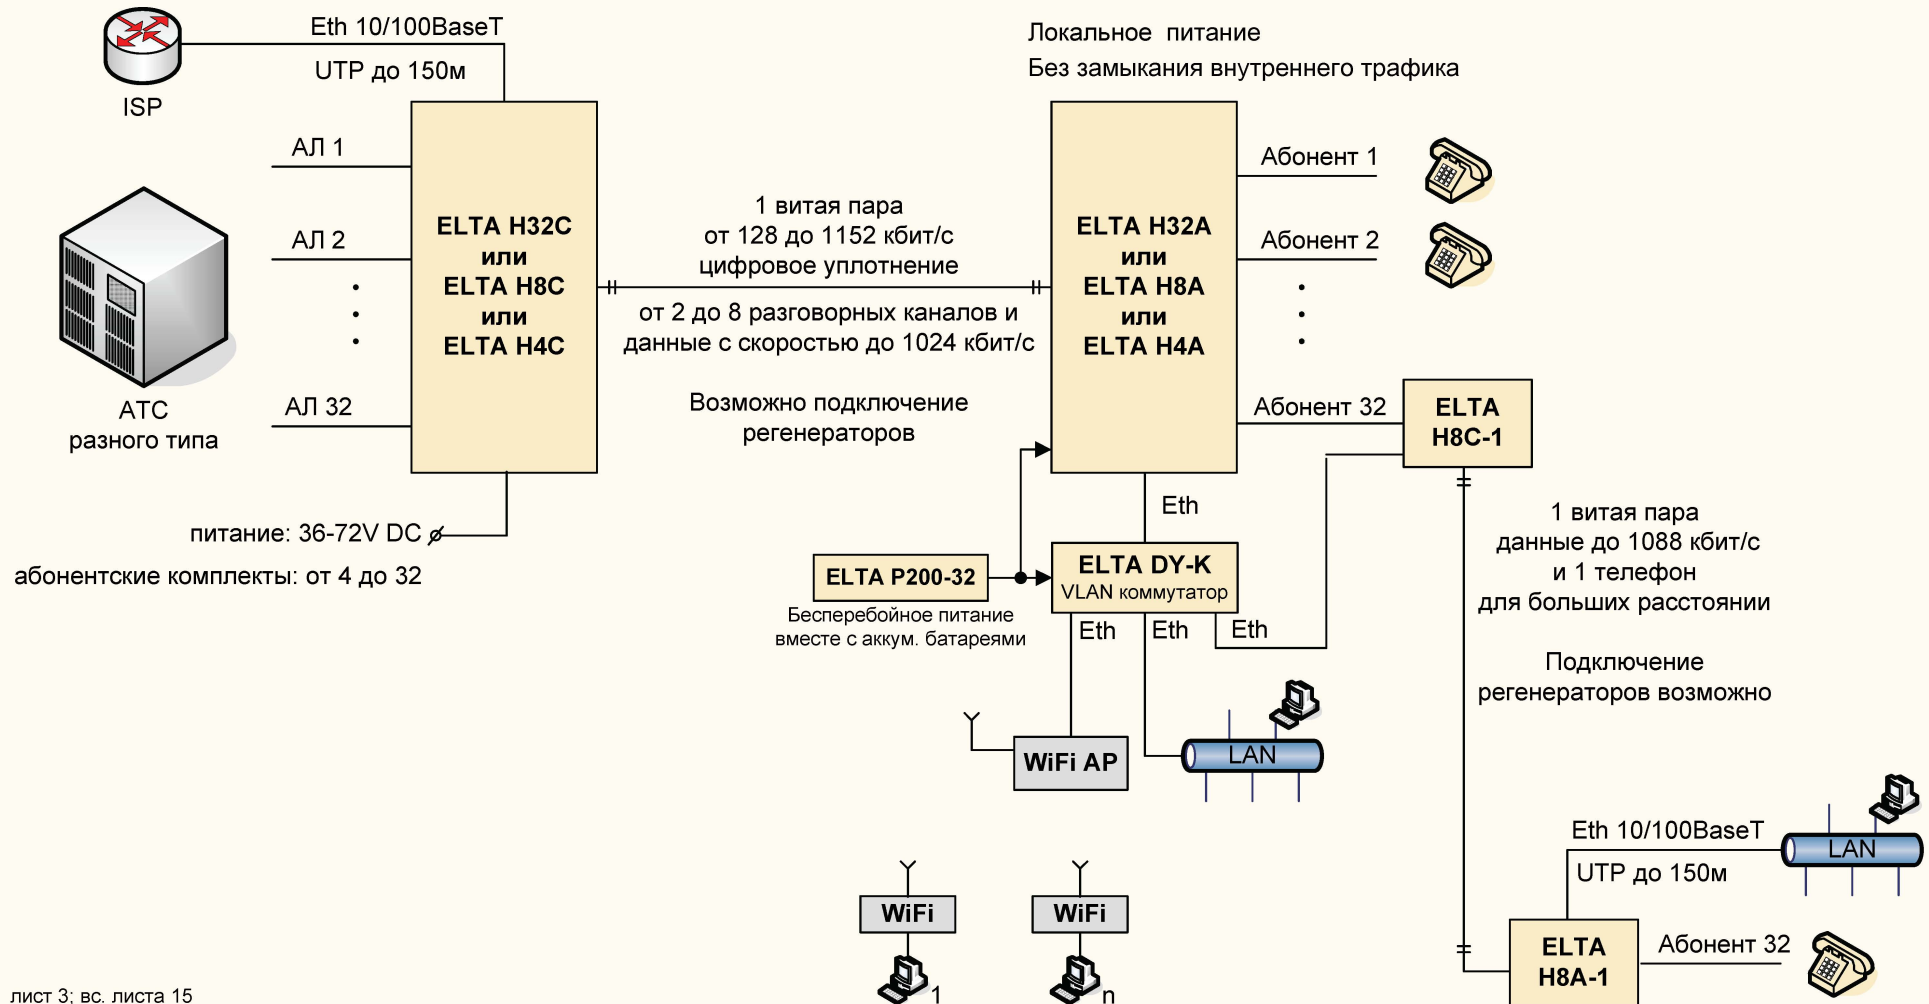 Eth 10/100BaseT
UTP до 150м
ISP
АЛ 1
АЛ 2
АЛ 32
АТС
разного типа
ELTA H32C
или
ELTA H8C
или
ELTA H4C
питание: 36-72V DC
абонентские комплекты: от 4 до 32
1 витая пара
от 128 до 1152 кбит/с
цифровое уплотнение
от 2 до 8 разговорных каналов и
данные с скоростью до 1024 кбит/с
Возможно подключение
регенераторов
Локальное питание
Без замыкания внутреннего трафика
ELTA H32A
или
ELTA H8A
или
ELTA H4A
Абонент 1
Абонент 2
Абонент 32
ELTA
H8C-1
Eth
ELTA P200-32
Бесперебойное питание
вместе с аккум. батареями
ELTA DY-K
VLAN коммутатор
Eth
Eth
Eth
1 витая пара
данные до 1088 кбит/с
и 1 телефон
для больших расстоянии
Подключение
регенераторов возможно
WiFi AP
LAN
Eth 10/100BaseT
UTP до 150м
LAN
WiFi
1
WiFi
n
ELTA
H8A-1
Абонент 32
лист 3; вс. листа 15